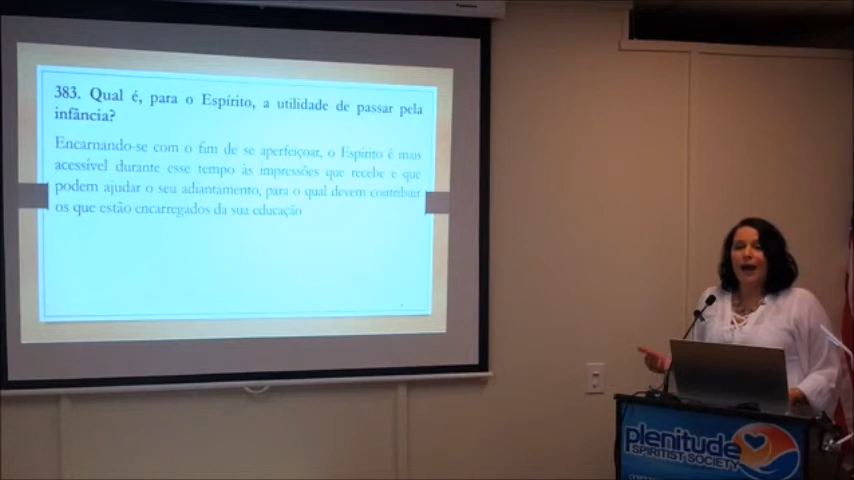 383. Qual é, para o Espírito, a utilidade de passar pela
infância?
Encarnando-se com o fim de se aperfeiçoar, o Espírito é mais
acessível durante esse tempo às impressões que recebe e que
podem ajudar o seu adiantamento, para o qual devem contribuir
os que estão encarregados da sua educação
plenitude
SPIRITIST SOCIETY